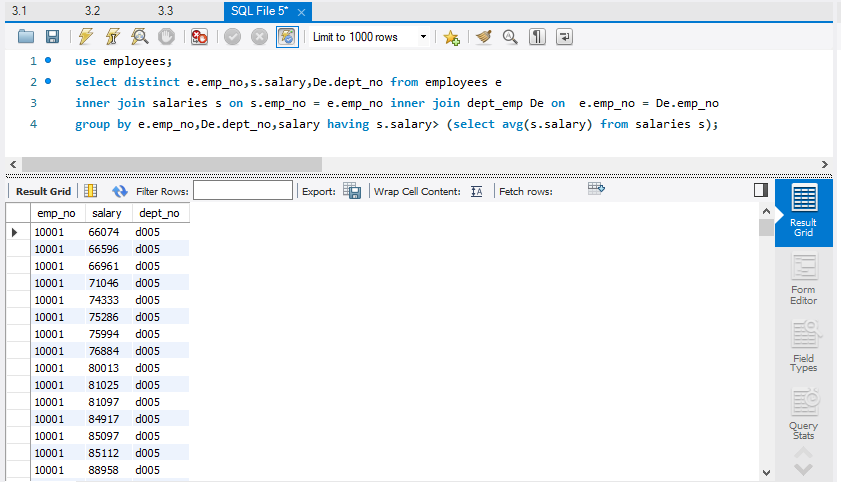 3.1 3.2 3.3 SQL File 5*
Limit to 1000 rows
1 use employees;
2 select distinct e.emp_no,s.salary,De.dept_no from employees e
3 inner join salaries s on s.emp_no = e.emp_no inner join dept_emp De on  e.emp_no = De.emp_no
4 group by e.emp_no,De.dept_no,salary having s.salary> (select avg(s.salary) from salaries s);
Result Grid Filter Rows: Export: Wrap Cell Content: Fetch rows:
emp_no salary dept_no
10001 66074 d005
10001 66596 d005
10001 66961 d005
10001 71046 d005
10001 74333 d005
10001 75286 d005
10001 75994 d005
10001 76884 d005
10001 80013 d005
10001 81025 d005
10001 81097 d005
10001 84917 d005
10001 85097 d005
10001 85112 d005
10001 88958 d005
Result
Grid
Form
Editor
Field
Types
Query
Stats